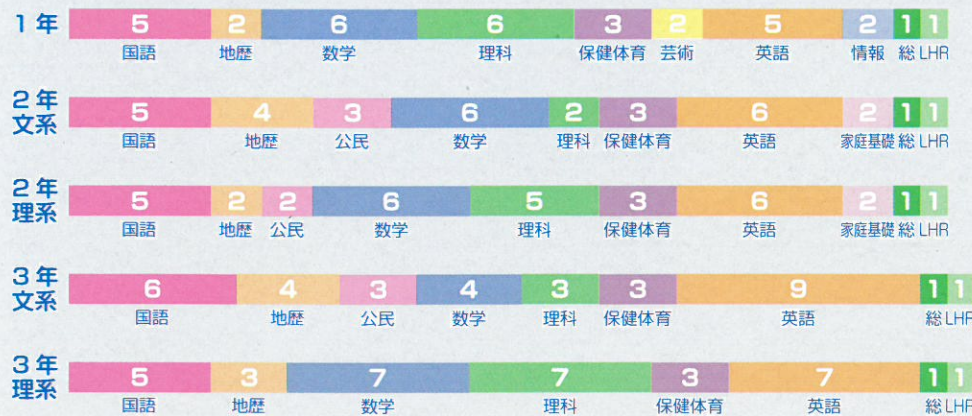 1年 5 2 6 6 3 2 5 2 1 1
国語 地歴 数学 理科 保健体育 芸術 英語 情報 総 LHR
2年
文系 5 4 3 6 2 3 6 2 1 1
国語 地歴 公民 数学 理科 保健体育 英語 家庭基礎 総 LHR
2年
理系 5 2 2 6 5 3 6 2 1 1
国語 地歴 公民 数学 理科 保健体育 英語 家庭基礎 総 LHR
3年
文系 6 4 3 4 3 3 9 1 1
国語 地歴 公民 数学 理科 保健体育 英語 総 LHR
3年
理系 5 3 7 7 3 7 1 1
国語 地歴 数学 理科 保健体育 英語 総 LHR